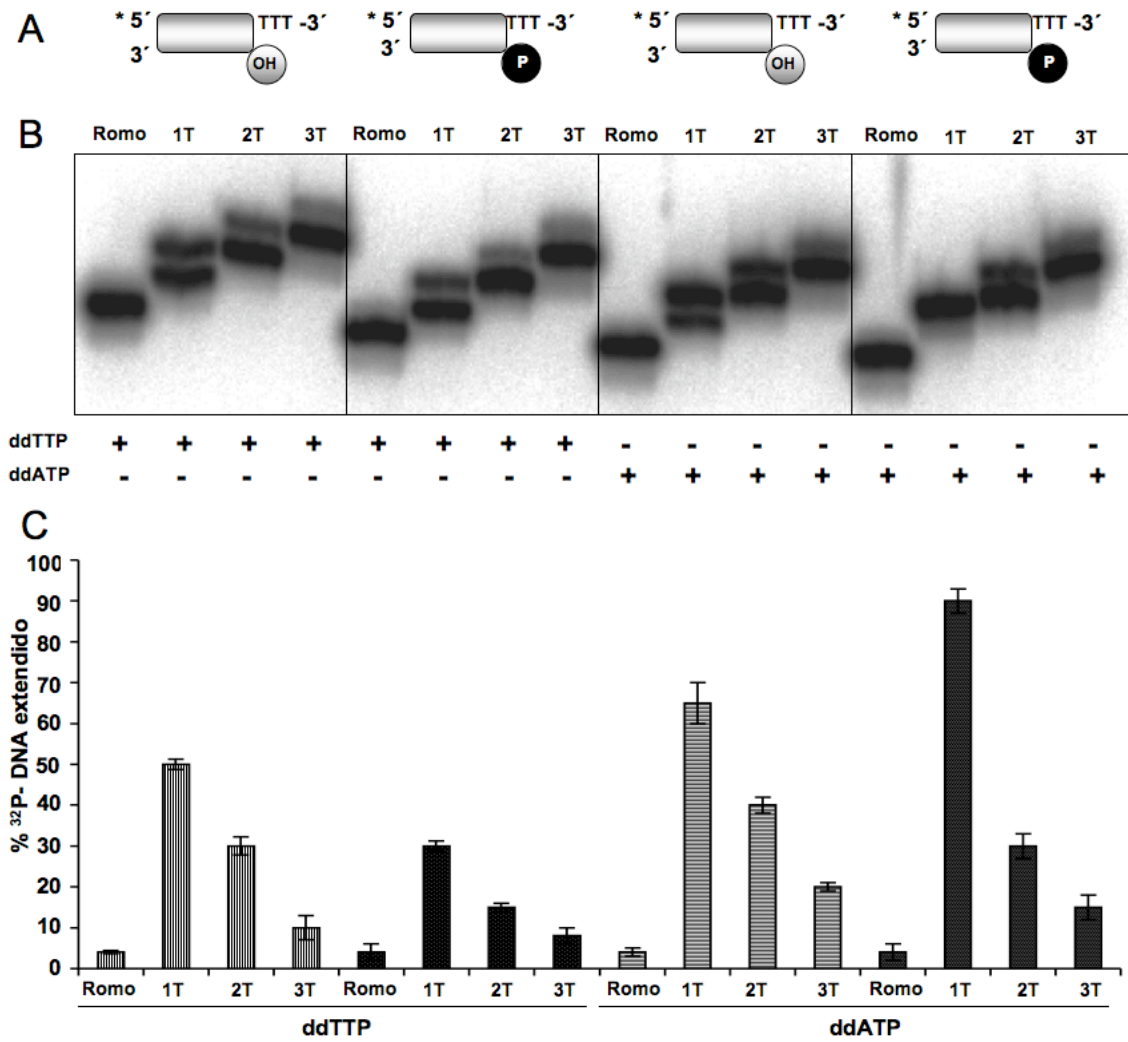 A
* 5´ TTT -3´ * 5´ TTT -3´ * 5´ TTT -3´ * 5´ TTT -3´
3´ OH 3´ P 3´ OH 3´ P
B
Romo 1T 2T 3T Romo 1T 2T 3T Romo 1T 2T 3T Romo 1T 2T 3T
ddTTP + + + + + + + + - - - - - - - -
ddATP - - - - - - - - + + + + + + + +
C
% ³²P- DNA extendido
100
90
80
70
60
50
40
30
20
10
0
Romo 1T 2T 3T Romo 1T 2T 3T Romo 1T 2T 3T Romo 1T 2T 3T
ddTTP ddATP